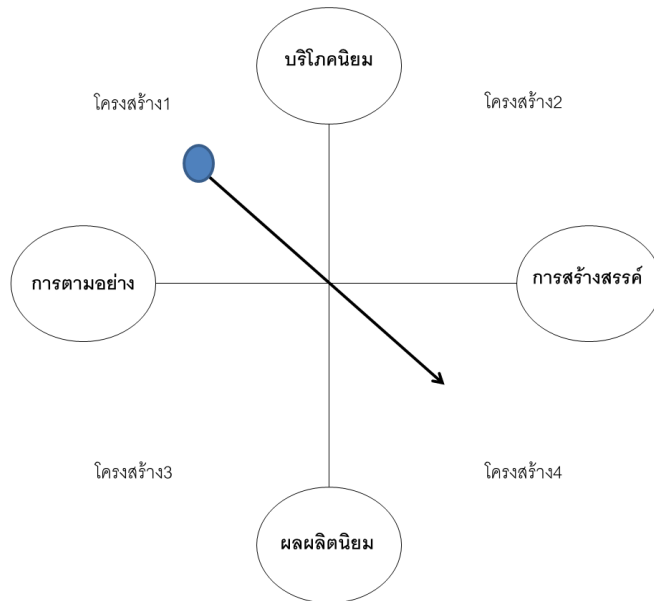 บริโภคนิยม
โครงสร้าง1
โครงสร้าง2
การตามอย่าง
การสร้างสรรค์
โครงสร้าง3
โครงสร้าง4
ผลผลิตนิยม